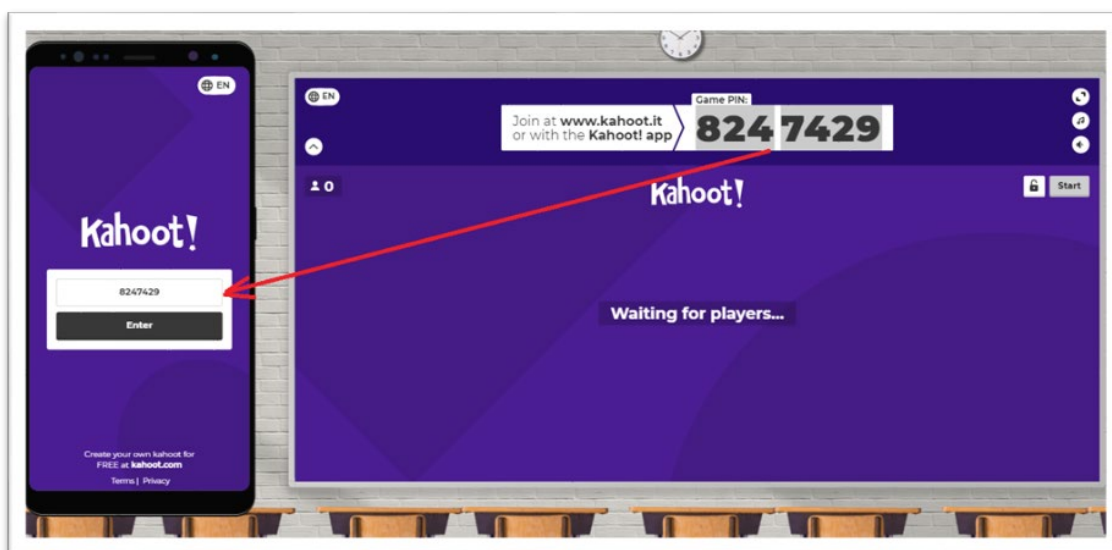 EN
Kahoot!
8247429
Enter
Create your own kahoot for
FREE at kahoot.com
Terms | Privacy
EN
Join at www.kahoot.it
or with the Kahoot! app
Game PIN:
824 7429
0
Kahoot!
Start
Waiting for players...